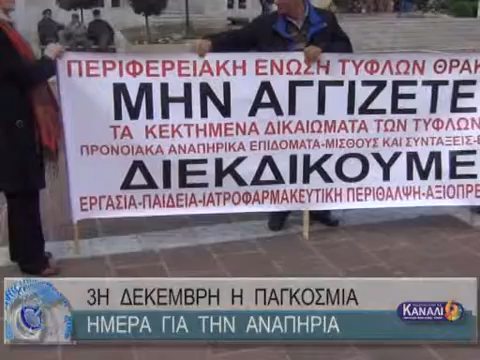 ΠΕΡΙΦΕΡΕΙΑΚΗ ΕΝΩΣΗ ΤΥΦΛΩΝ ΘΡΑΚ
ΜΗΝ ΑΓΓΙΖΕΤΕ
ΤΑ ΚΕΚΤΗΜΕΝΑ ΔΙΚΑΙΩΜΑΤΑ ΤΩΝ ΤΥΦΛΩΝ
ΠΡΟΝΟΙΑΚΑ ΑΝΑΠΗΡΙΚΑ ΕΠΙΔΟΜΑΤΑ-ΜΙΣΘΟΥΣ ΚΑΙ ΣΥΝΤΑΞΕΙΣ-
ΔΙΕΚΔΙΚΟΥΜΕ
ΕΡΓΑΣΙΑ-ΠΑΙΔΕΙΑ-ΙΑΤΡΟΦΑΡΜΑΚΕΥΤΙΚΗ ΠΕΡΙΘΑΛΨΗ-ΑΞΙΟΠΡΕ
3Η ΔΕΚΕΜΒΡΗ Η ΠΑΓΚΟΣΜΙΑ
ΗΜΕΡΑ ΓΙΑ ΤΗΝ ΑΝΑΠΗΡΙΑ
ΚΑΝΑΛΙ